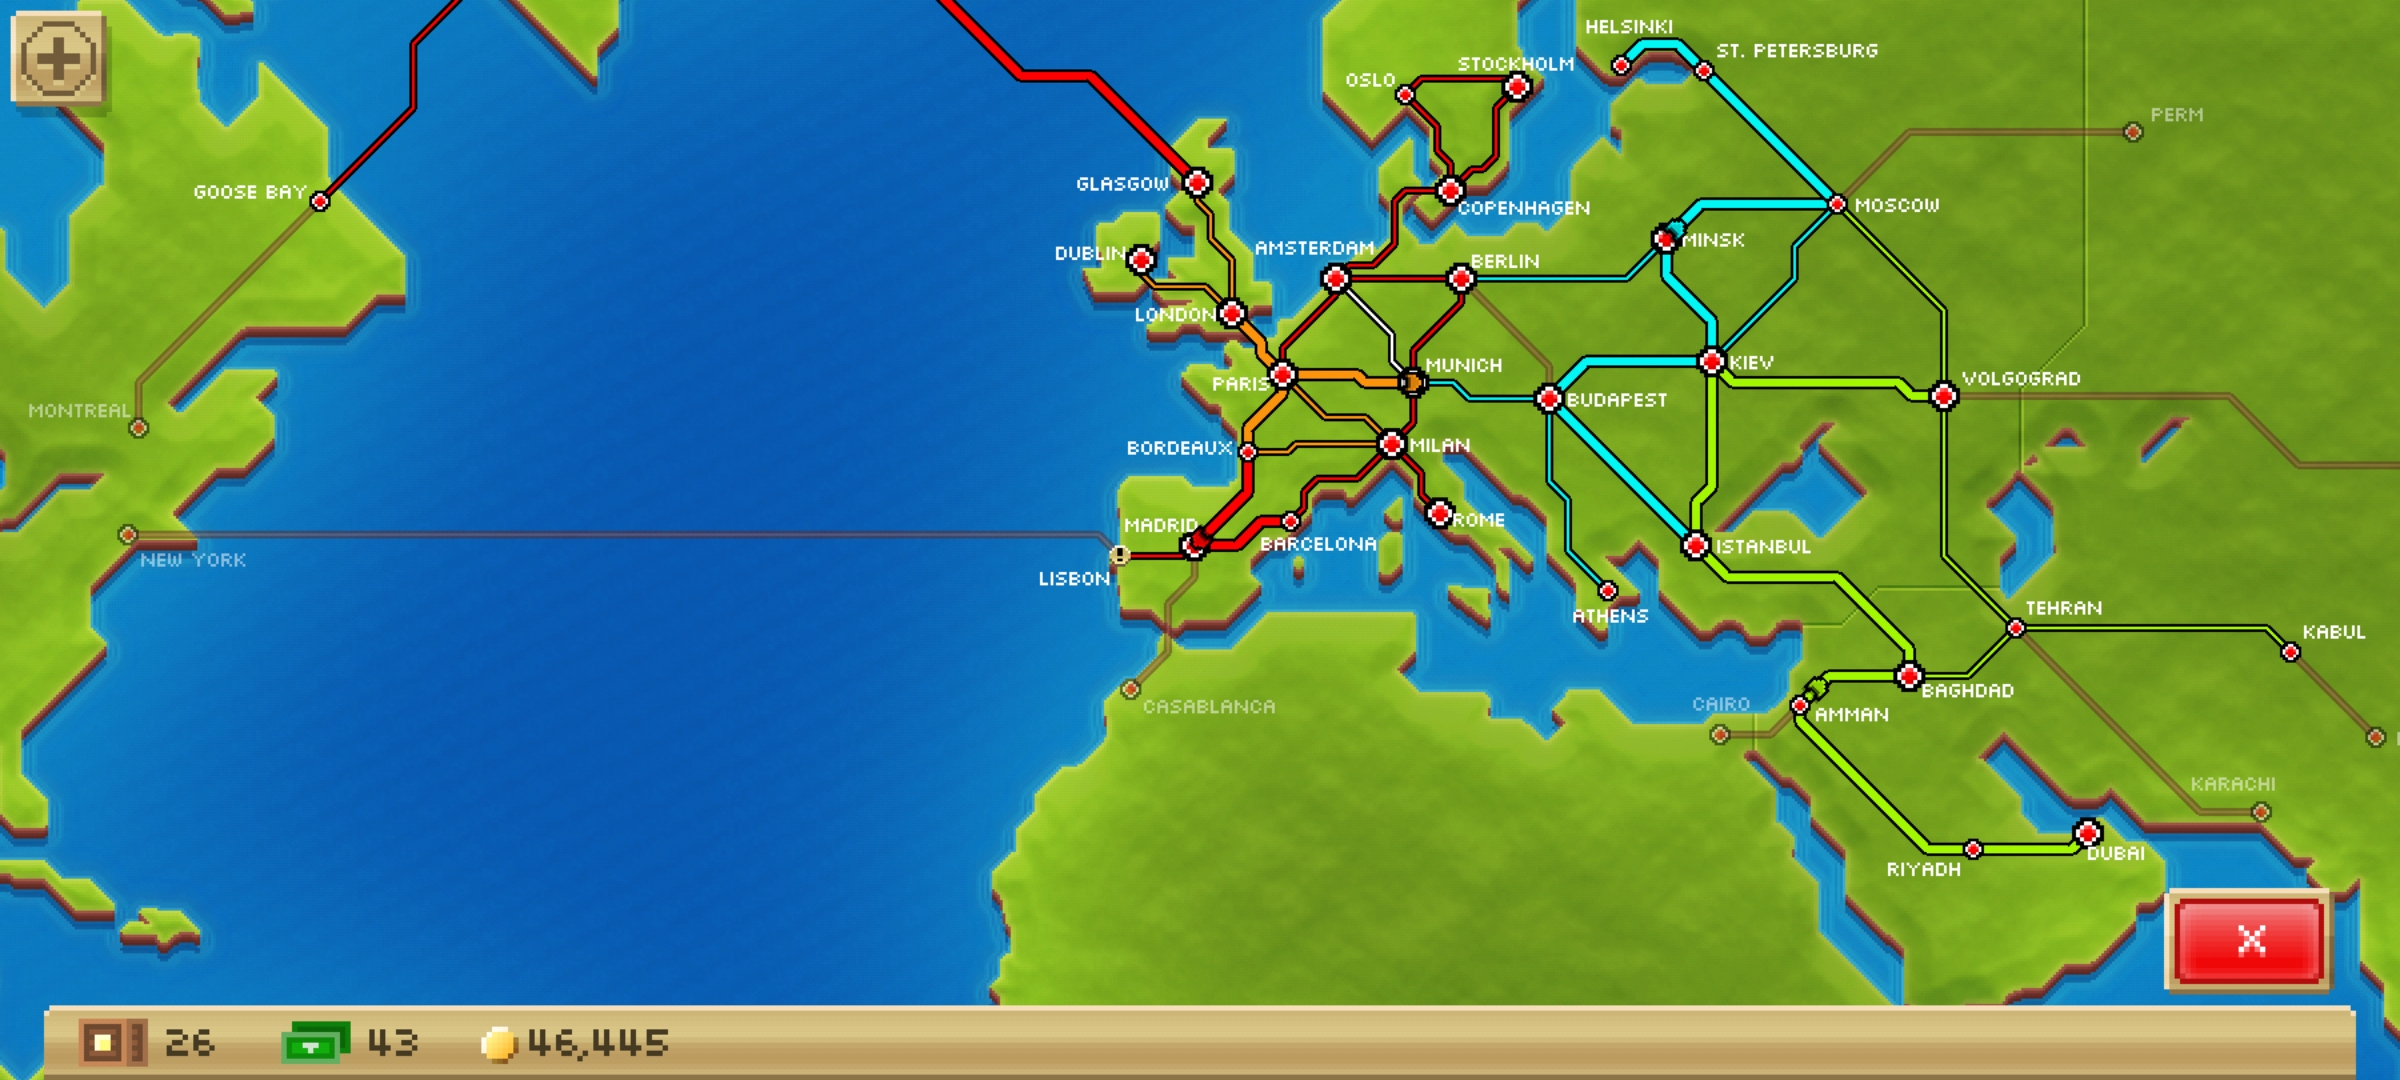 HELSINKI
ST. PETERSBURG
STOCKHOLM
OSLO
PERM
GLASGOW
GOOSE BAY
COPENHAGEN
MOSCOW
MINSK
AMSTERDAM
DUBLIN
BERLIN
LONDON
MUNICH
KIEV
PARIS
VOLGOGRAD
BUDAPEST
MONTREAL
BORDEAUX
MILAN
MADRID
ROME
BARCELONA
ISTANBUL
NEW YORK
LISBON
ATHENS
TEHRAN
KABUL
BAGHDAD
CASABLANCA
CAIRO
AMMAN
KARACHI
DUBAI
RIYADH
X
26 43 46,445